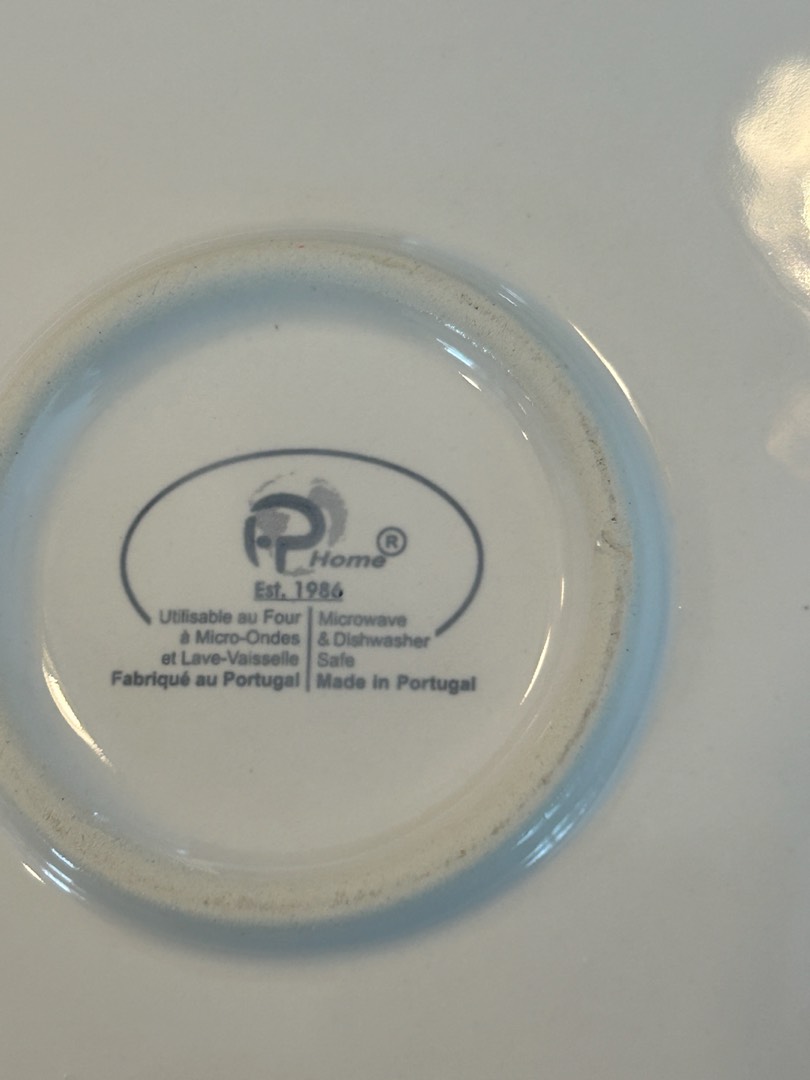 iP Home®
Est. 1986
Utilisable au Four
à Micro-Ondes
et Lave-Vaisselle
Fabriqué au Portugal
Microwave
& Dishwasher
Safe
Made in Portugal